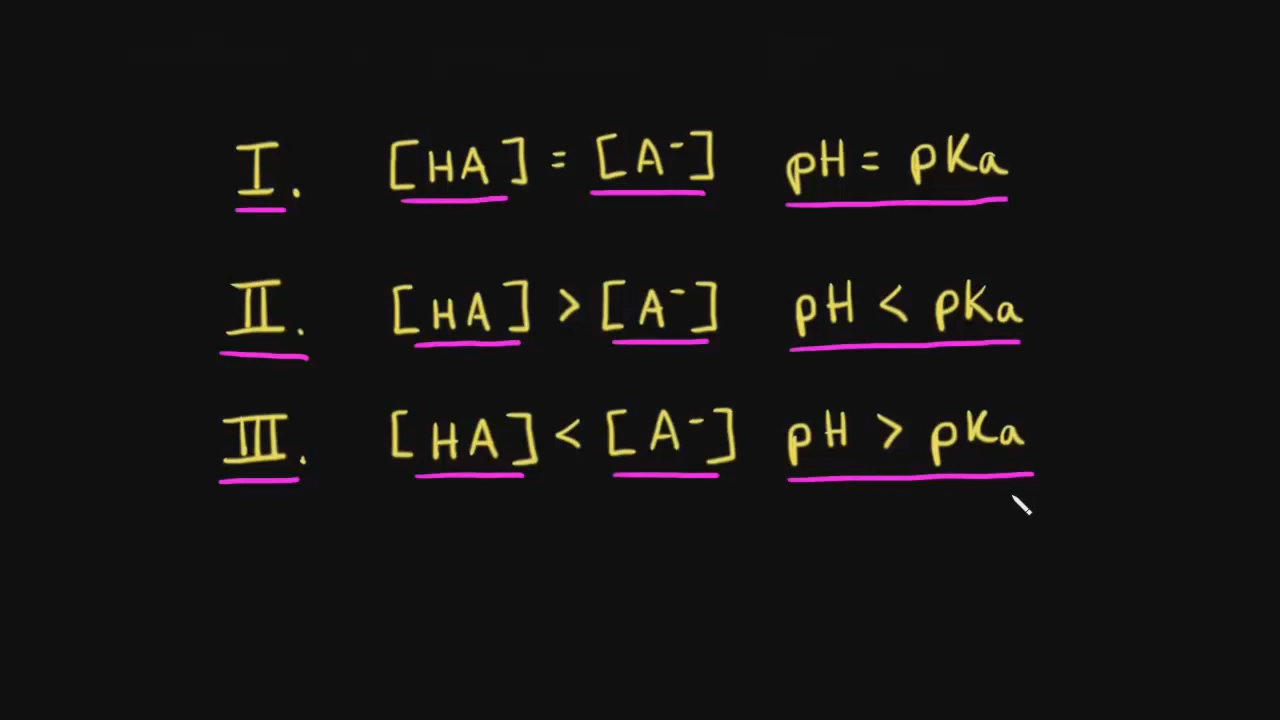 I. [HA] = [A⁻] pH = pKa
II. [HA] > [A⁻] pH < pKa
III. [HA] < [A⁻] pH > pKa